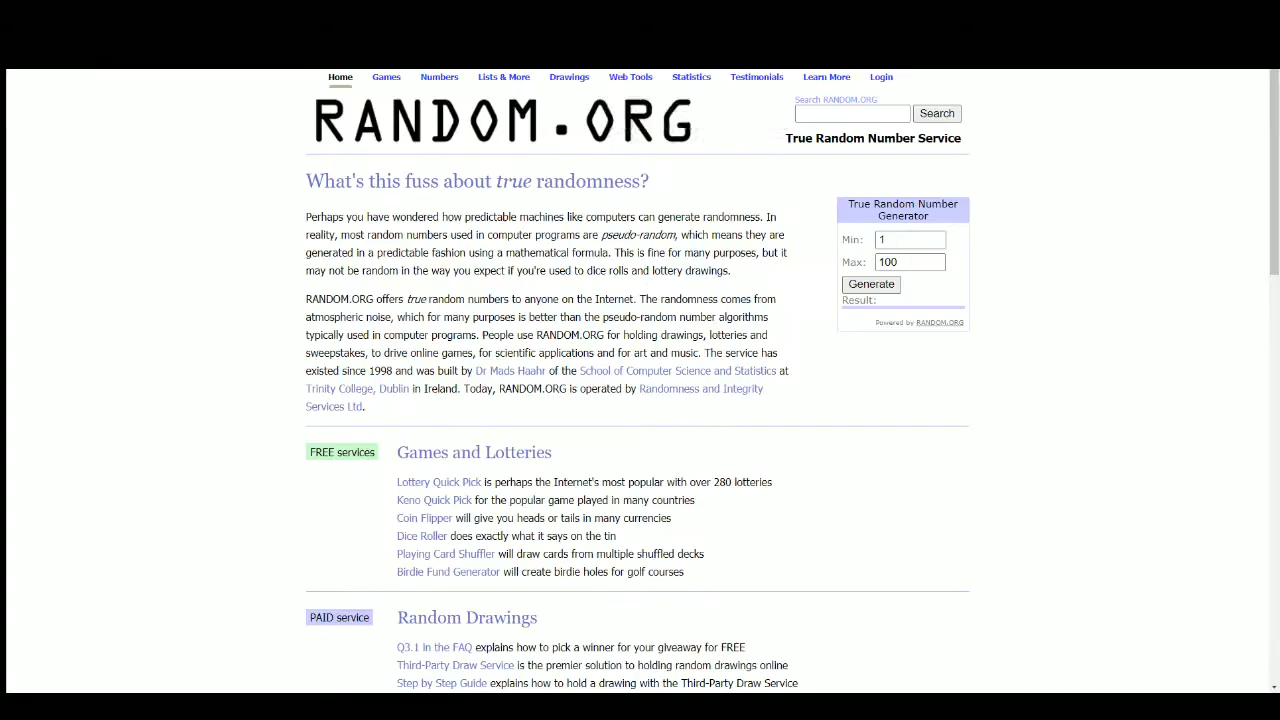 Home Games Numbers Lists & More Drawings Web Tools Statistics Testimonials Learn More Login
RANDOM.ORG
Search RANDOM.ORG
Search
True Random Number Service
What's this fuss about true randomness?
Perhaps you have wondered how predictable machines like computers can generate randomness. In
reality, most random numbers used in computer programs are pseudo-random, which means they are
generated in a predictable fashion using a mathematical formula. This is fine for many purposes, but it
may not be random in the way you expect if you're used to dice rolls and lottery drawings.
RANDOM.ORG offers true random numbers to anyone on the Internet. The randomness comes from
atmospheric noise, which for many purposes is better than the pseudo-random number algorithms
typically used in computer programs. People use RANDOM.ORG for holding drawings, lotteries and
sweepstakes, to drive online games, for scientific applications and for art and music. The service has
existed since 1998 and was built by Dr Mads Haahr of the School of Computer Science and Statistics at
Trinity College, Dublin in Ireland. Today, RANDOM.ORG is operated by Randomness and Integrity
Services Ltd.
True Random Number
Generator
Min: 1
Max: 100
Generate
Result:
Powered by RANDOM.ORG
FREE services
Games and Lotteries
Lottery Quick Pick is perhaps the Internet's most popular with over 280 lotteries
Keno Quick Pick for the popular game played in many countries
Coin Flipper will give you heads or tails in many currencies
Dice Roller does exactly what it says on the tin
Playing Card Shuffler will draw cards from multiple shuffled decks
Birdie Fund Generator will create birdie holes for golf courses
PAID service
Random Drawings
Q3.1 in the FAQ explains how to pick a winner for your giveaway for FREE
Third-Party Draw Service is the premier solution to holding random drawings online
Step by Step Guide explains how to hold a drawing with the Third-Party Draw Service